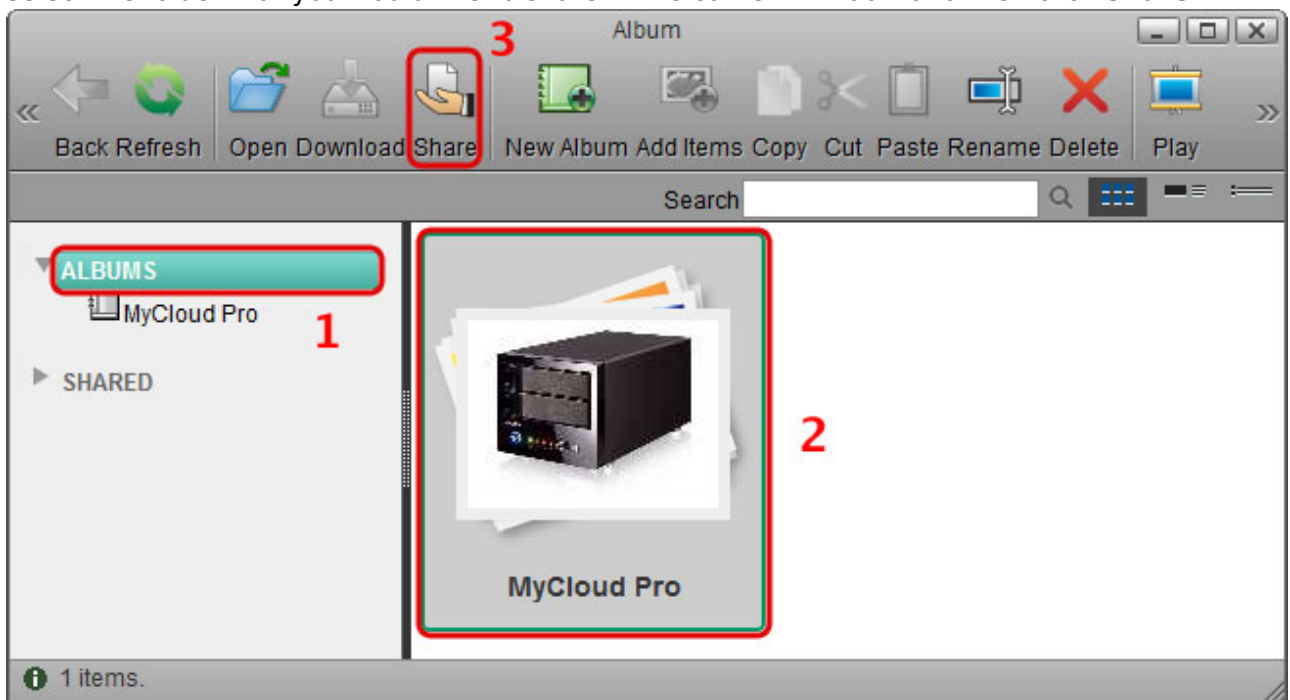 Album
3
Back Refresh Open Download Share New Album Add Items Copy Cut Paste Rename Delete Play
Search
ALBUMS
MyCloud Pro
1
SHARED
2
MyCloud Pro
1 items.